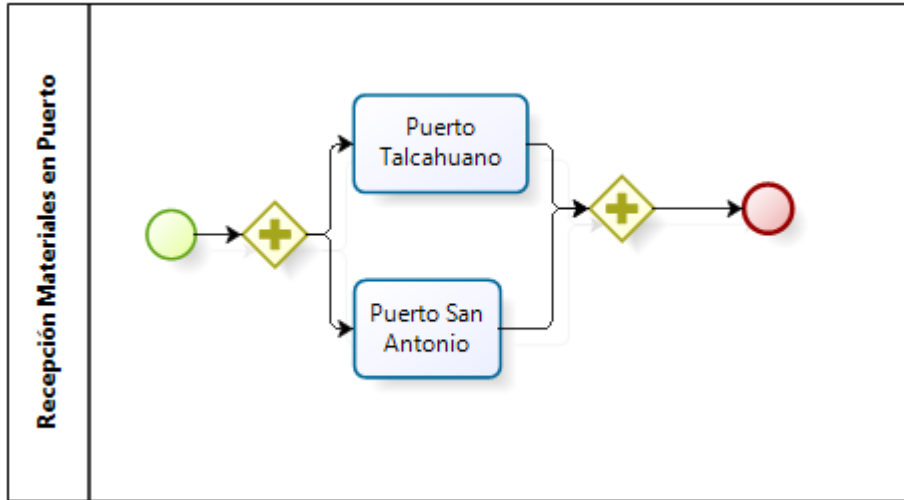 Recepción Materiales en Puerto
Puerto
Talcahuano
Puerto San
Antonio